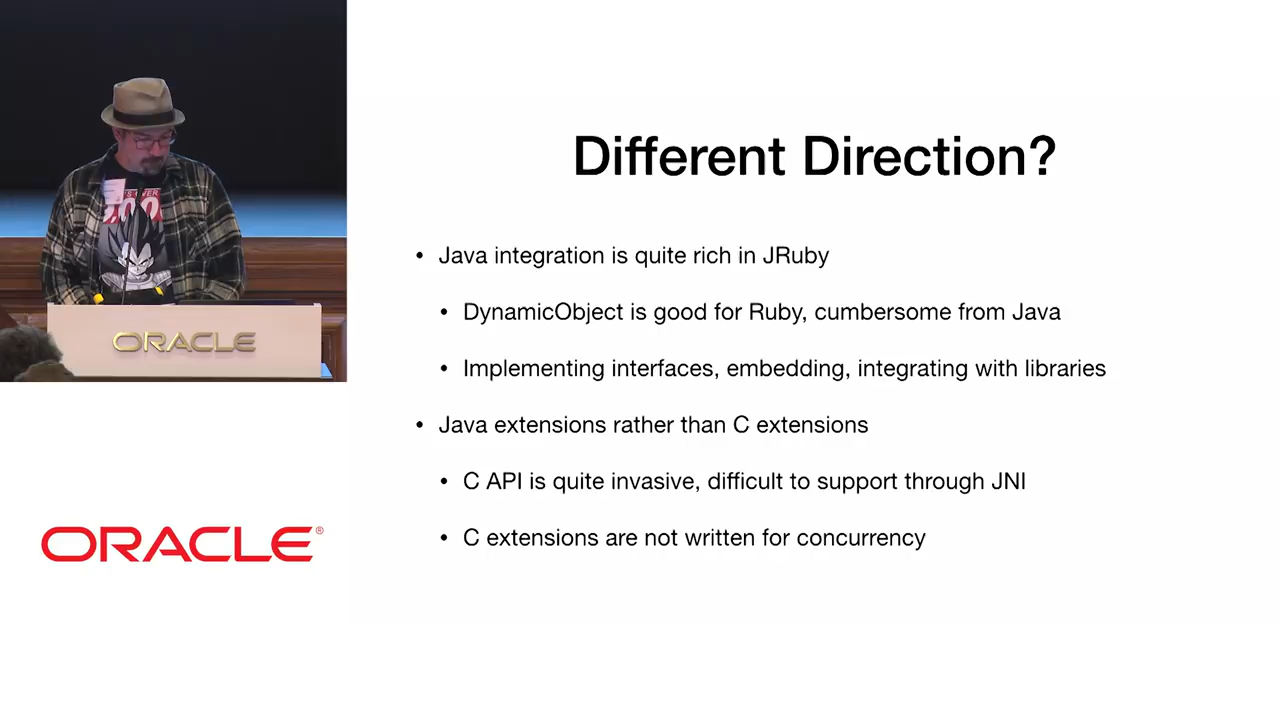 Different Direction?
• Java integration is quite rich in JRuby
• DynamicObject is good for Ruby, cumbersome from Java
• Implementing interfaces, embedding, integrating with libraries
• Java extensions rather than C extensions
• C API is quite invasive, difficult to support through JNI
• C extensions are not written for concurrency
ORACLE
ORACLE®